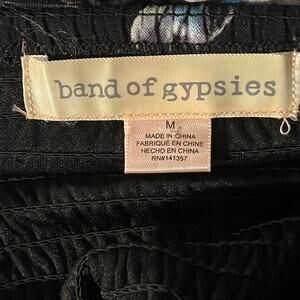 band of gypsies
M
MADE IN CHINA
FABRIQUÉ EN CHINE
HECHO EN CHINA
RN#141357